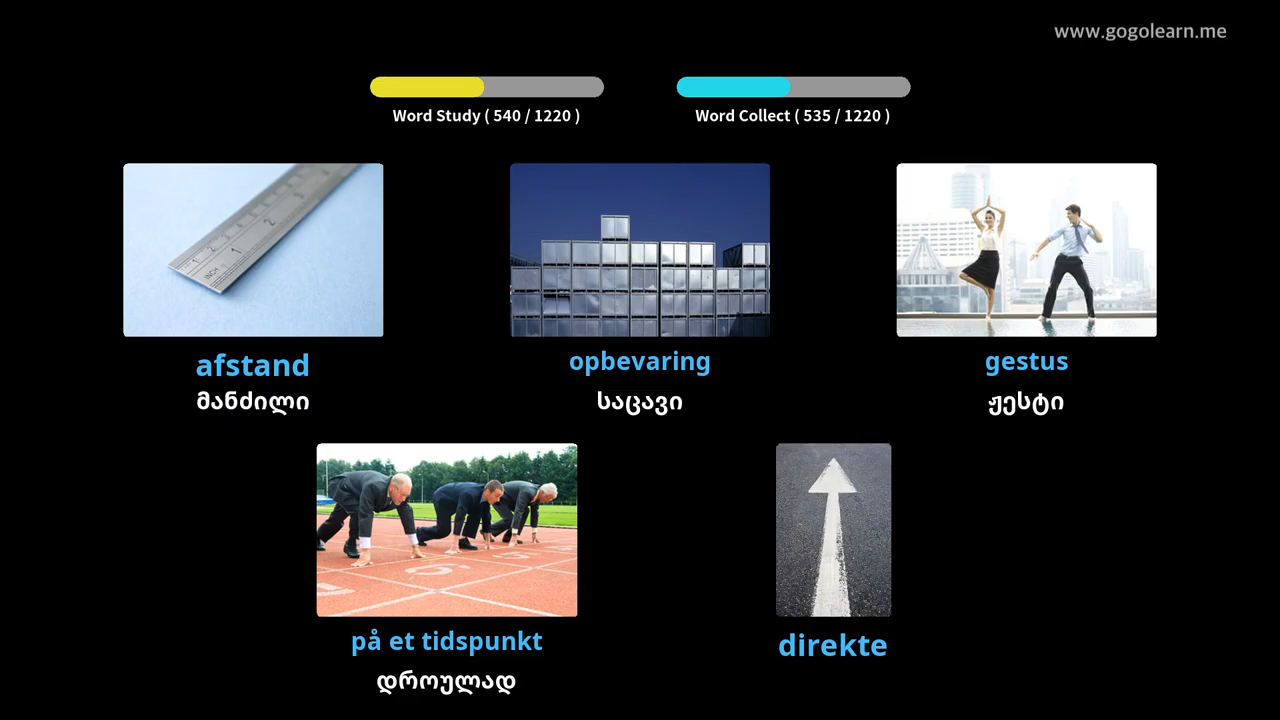 www.gogolearn.me
Word Study ( 540 / 1220 )
Word Collect ( 535 / 1220 )
afstand
მანძილი
opbevaring
საცავი
gestus
ჟესტი
på et tidspunkt
დროულად
direkte